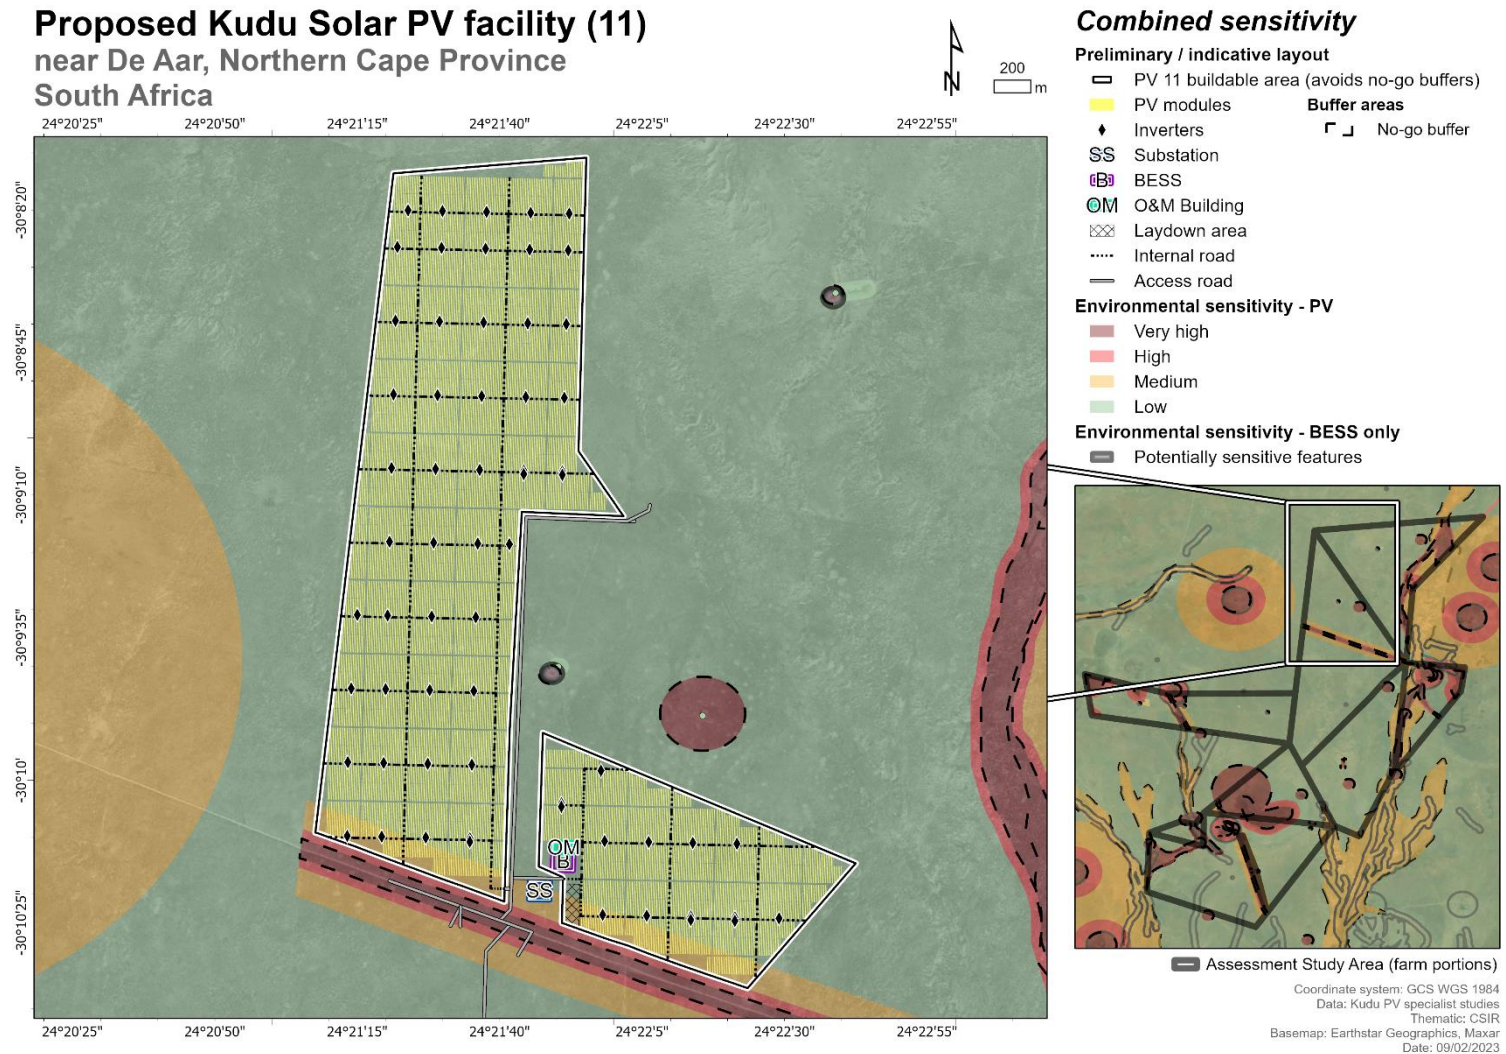 Proposed Kudu Solar PV facility (11)
near De Aar, Northern Cape Province
South Africa
N
200
m
24°20'25" 24°20'50" 24°21'15" 24°21'40" 24°22'5" 24°22'30" 24°22'55"
-30°8'20"
-30°8'45"
-30°9'10"
-30°9'35"
-30°10'
-30°10'25"
OM
B
SS
24°20'25" 24°20'50" 24°21'15" 24°21'40" 24°22'5" 24°22'30" 24°22'55"
Combined sensitivity
Preliminary / indicative layout
PV 11 buildable area (avoids no-go buffers)
PV modules
Buffer areas
Inverters
No-go buffer
SS Substation
B BESS
OM O&M Building
Laydown area
Internal road
Access road
Environmental sensitivity - PV
Very high
High
Medium
Low
Environmental sensitivity - BESS only
Potentially sensitive features
Assessment Study Area (farm portions)
Coordinate system: GCS WGS 1984
Data: Kudu PV specialist studies
Thematic: CSIR
Basemap: Earthstar Geographics, Maxar
Date: 09/02/2023